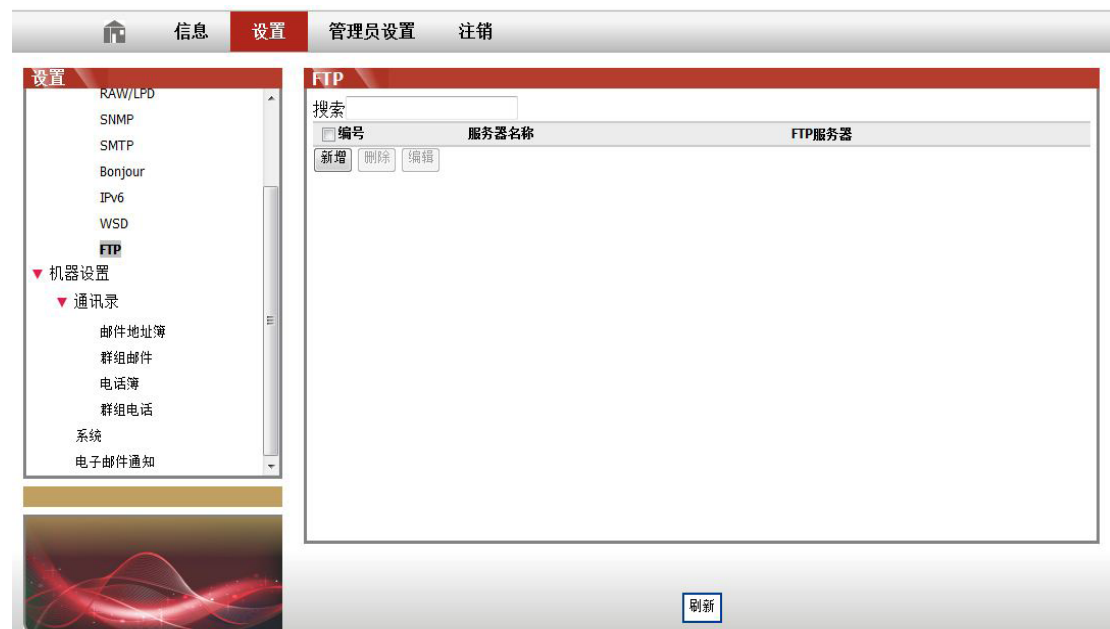 信息 设置 管理员设置 注销
设置
RAW/LPD
SNMP
SMTP
Bonjour
IPv6
WSD
FTP
机器设置
通讯录
邮件地址簿
群组邮件
电话簿
群组电话
系统
电子邮件通知
FTP
搜索
编号 服务器名称 FTP服务器
新增 删除 编辑
刷新